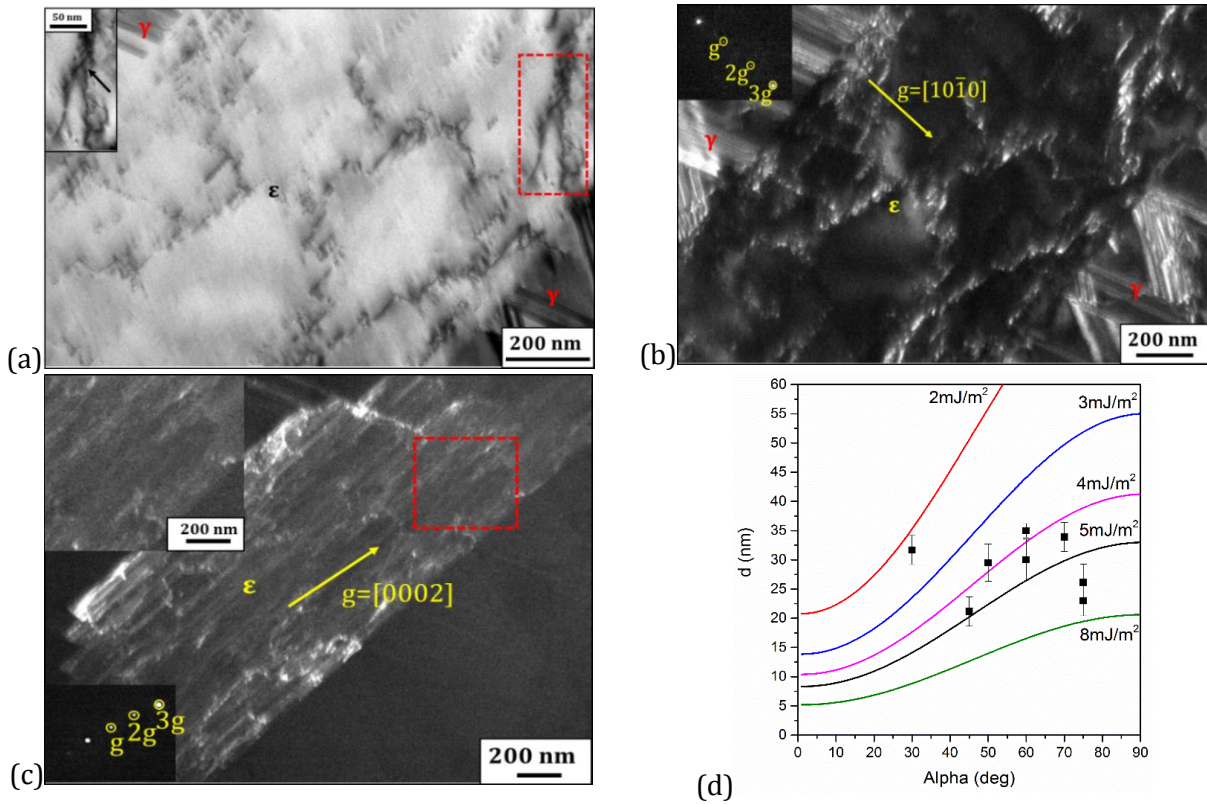 50 nm
γ
ε
γ
200 nm
(a)
g
2g
3g
g=[101̄0]
γ
ε
γ
200 nm
(b)
200 nm
ε
g=[0002]
g
2g
3g
200 nm
(c)
60
55
50
45
40
35
30
25
20
15
10
5
0
d (nm)
2mJ/m²
3mJ/m²
4mJ/m²
5mJ/m²
8mJ/m²
0 10 20 30 40 50 60 70 80 90
Alpha (deg)
(d)